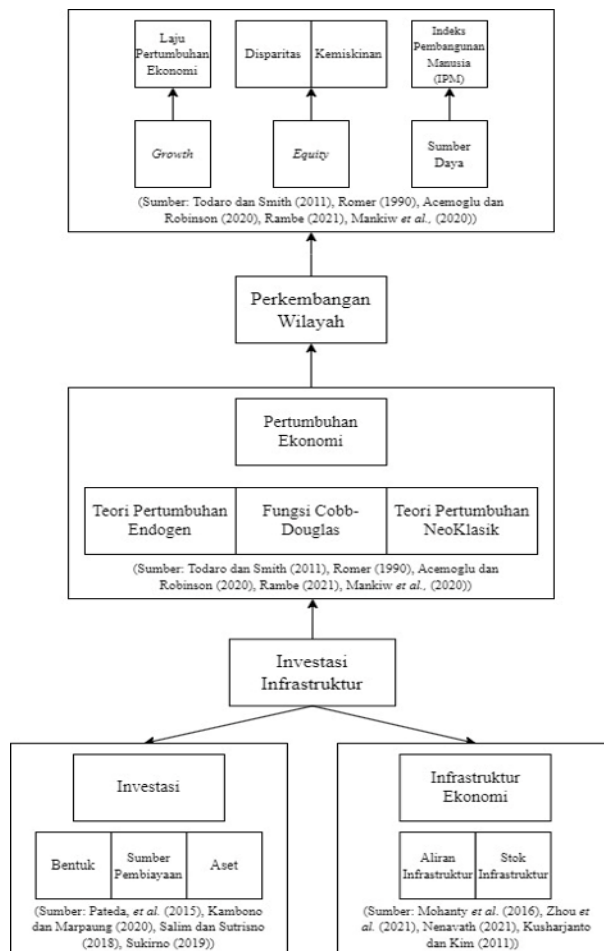 Laju
Pertumbuhan
Ekonomi
Disparitas
Kemiskinan
Indeks
Pembangunan
Manusia
(IPM)
Growth
Equity
Sumber
Daya
(Sumber: Todaro dan Smith (2011), Romer (1990), Acemoglu dan
Robinson (2020), Rambe (2021), Mankiw et al., (2020))
Perkembangan
Wilayah
Pertumbuhan
Ekonomi
Teori Pertumbuhan
Endogen
Fungsi Cobb-
Douglas
Teori Pertumbuhan
NeoKlasik
(Sumber: Todaro dan Smith (2011), Romer (1990), Acemoglu dan
Robinson (2020), Rambe (2021), Mankiw et al., (2020))
Investasi
Infrastruktur
Investasi
Bentuk
Sumber
Pembiayaan
Aset
(Sumber: Pateda, et al. (2015), Kambono
dan Marpaung (2020), Salim dan Sutrisno
(2018), Sukirno (2019))
Infrastruktur
Ekonomi
Aliran
Infrastruktur
Stok
Infrastruktur
(Sumber: Mohanty et al. (2016), Zhou et
al. (2021), Nenavath (2021), Kusharjanto
dan Kim (2011))